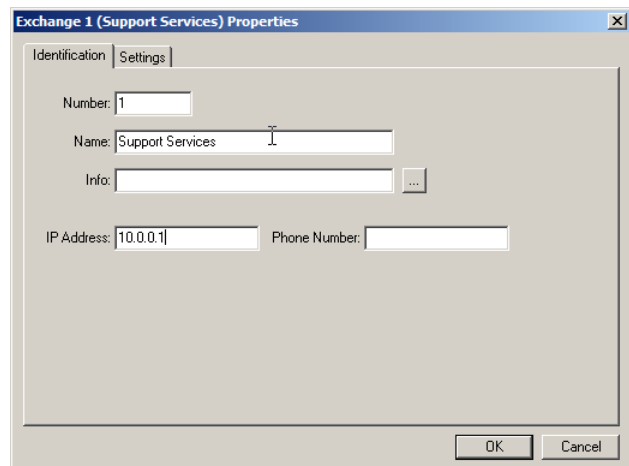 Exchange 1 (Support Services) Properties
Identification Settings
Number: 1
Name: Support Services
Info: ...
IP Address: 10.0.0.1 Phone Number:
OK Cancel